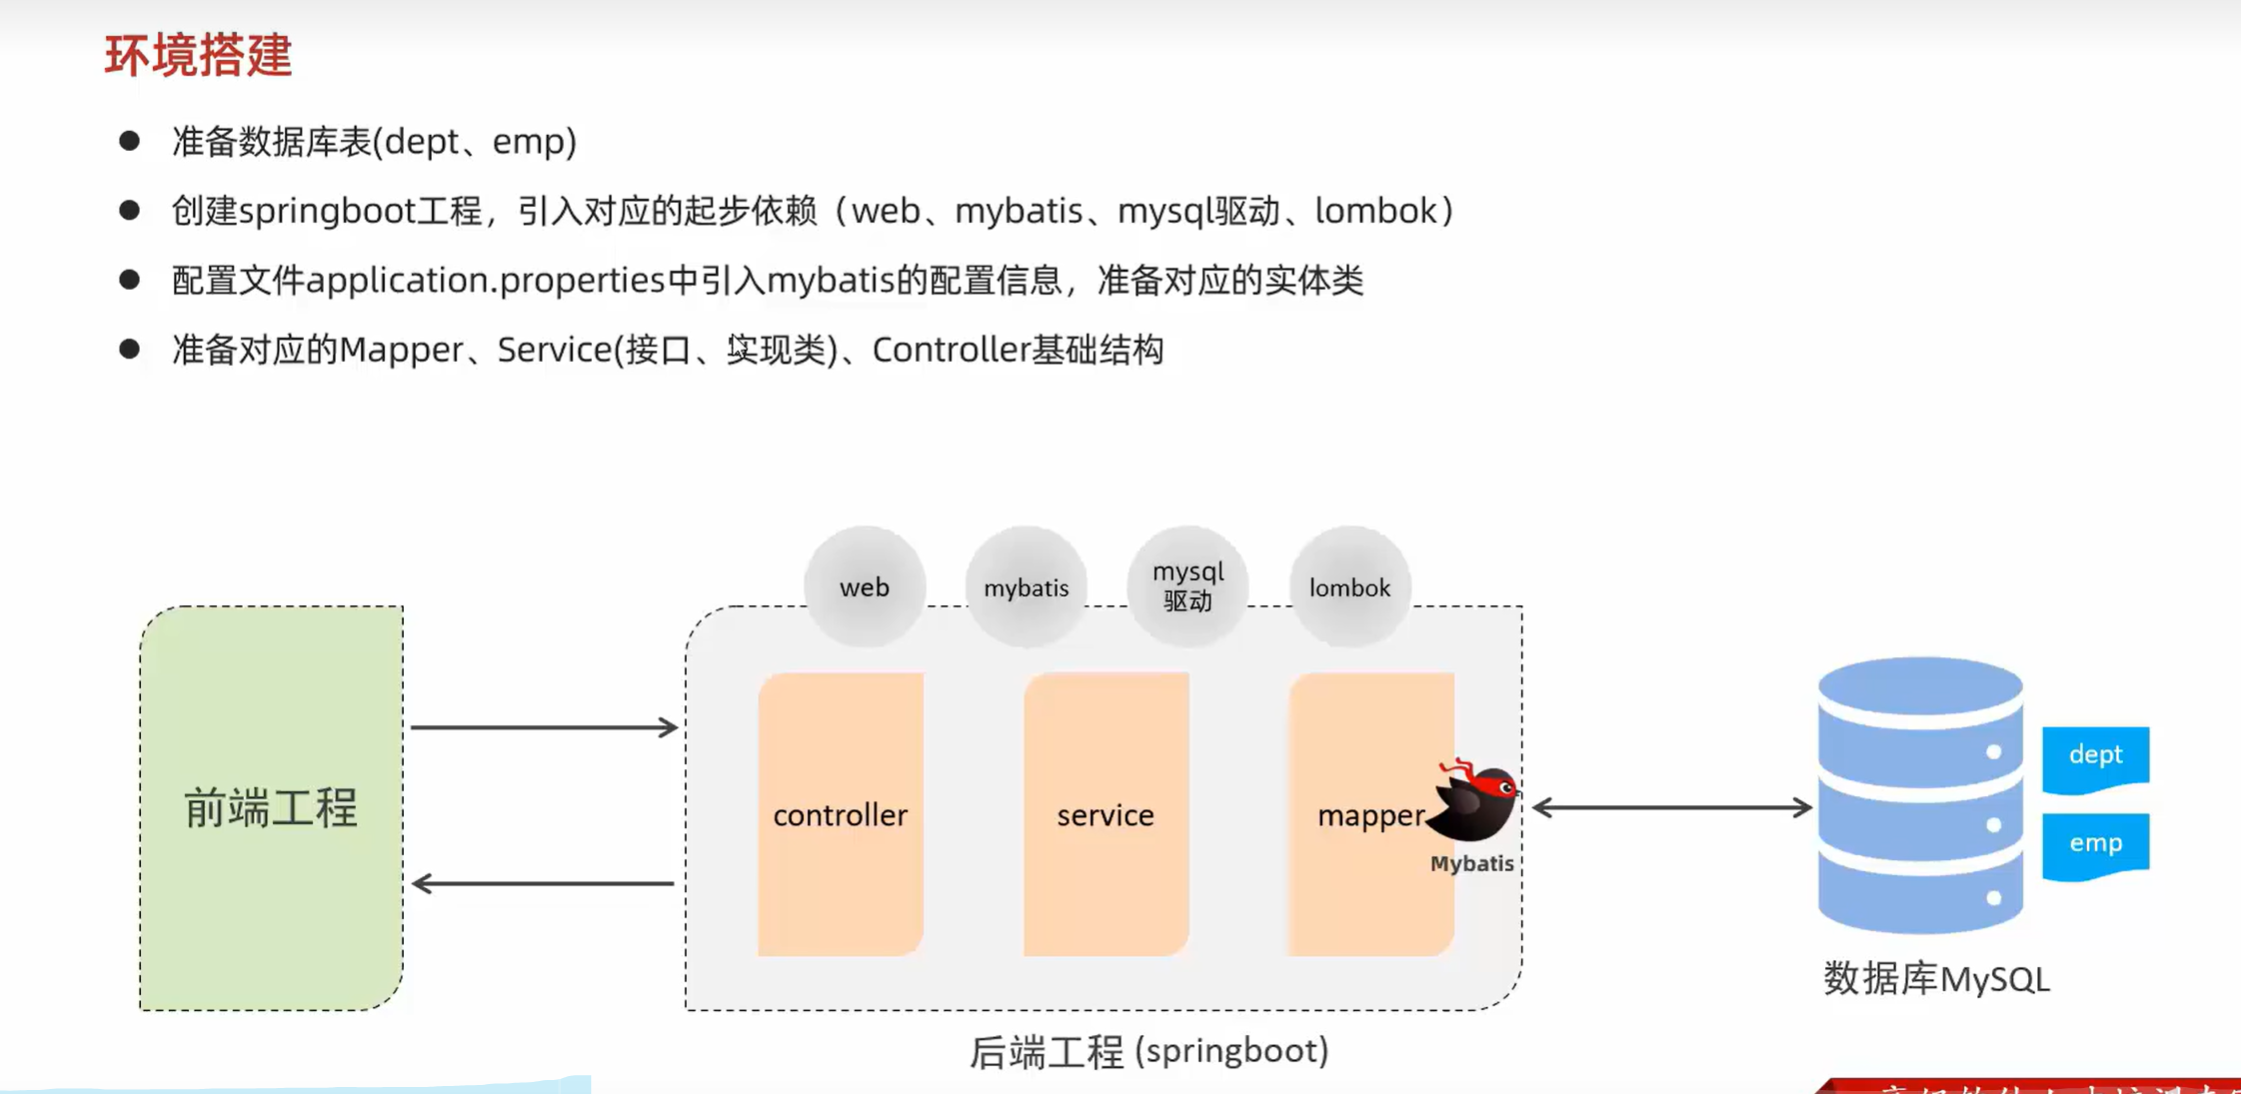 环境搭建
准备数据库表(dept、emp)
创建springboot工程，引入对应的起步依赖（web、mybatis、mysql驱动、lombok）
配置文件application.properties中引入mybatis的配置信息，准备对应的实体类
准备对应的Mapper、Service(接口、实现类)、Controller基础结构
web
mybatis
mysql
驱动
lombok
前端工程
controller
service
mapper
Mybatis
dept
emp
数据库MySQL
后端工程 (springboot)